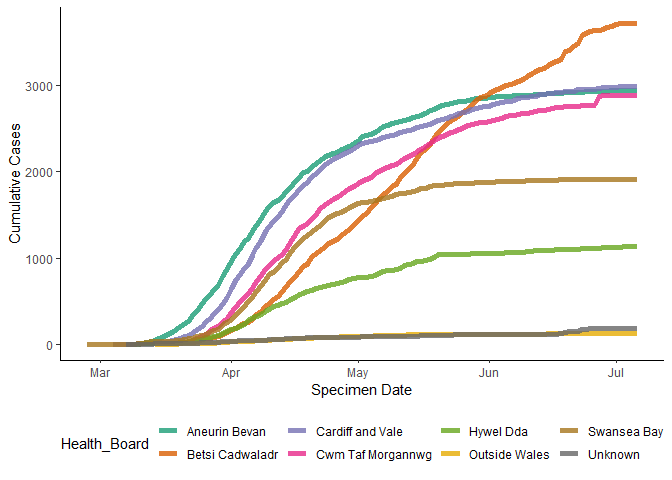 3000
2000
1000
0
Cumulative Cases
Mar Apr May Jun Jul
Specimen Date
Health_Board
Aneurin Bevan Cardiff and Vale Hywel Dda Swansea Bay
Betsi Cadwaladr Cwm Taf Morgannwg Outside Wales Unknown